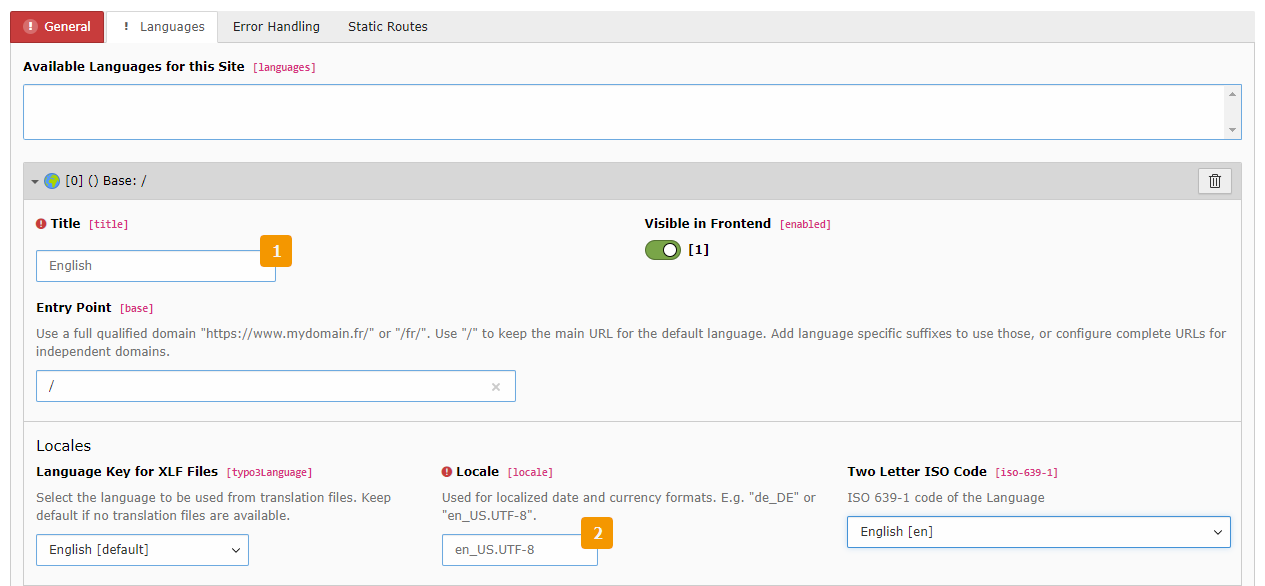 General
Languages
Error Handling
Static Routes
Available Languages for this Site [languages]
[0] () Base: /
Title [title]
Visible in Frontend [enabled]
1
[1]
English
Entry Point [base]
Use a full qualified domain "https://www.mydomain.fr/" or "/fr/". Use "/" to keep the main URL for the default language. Add language specific suffixes to use those, or configure complete URLs for
independent domains.
/
Locales
Language Key for XLF Files [typo3Language]
Select the language to be used from translation files. Keep
default if no translation files are available.
English [default]
Locale [locale]
Used for localized date and currency formats. E.g. "de_DE" or
"en_US.UTF-8".
2
en_US.UTF-8
Two Letter ISO Code [iso-639-1]
ISO 639-1 code of the Language
English [en]